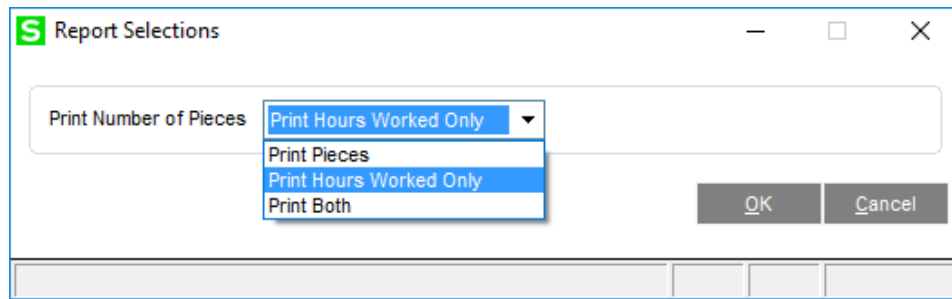 S Report Selections
Print Number of Pieces Print Hours Worked Only
Print Pieces
Print Hours Worked Only
Print Both
OK Cancel